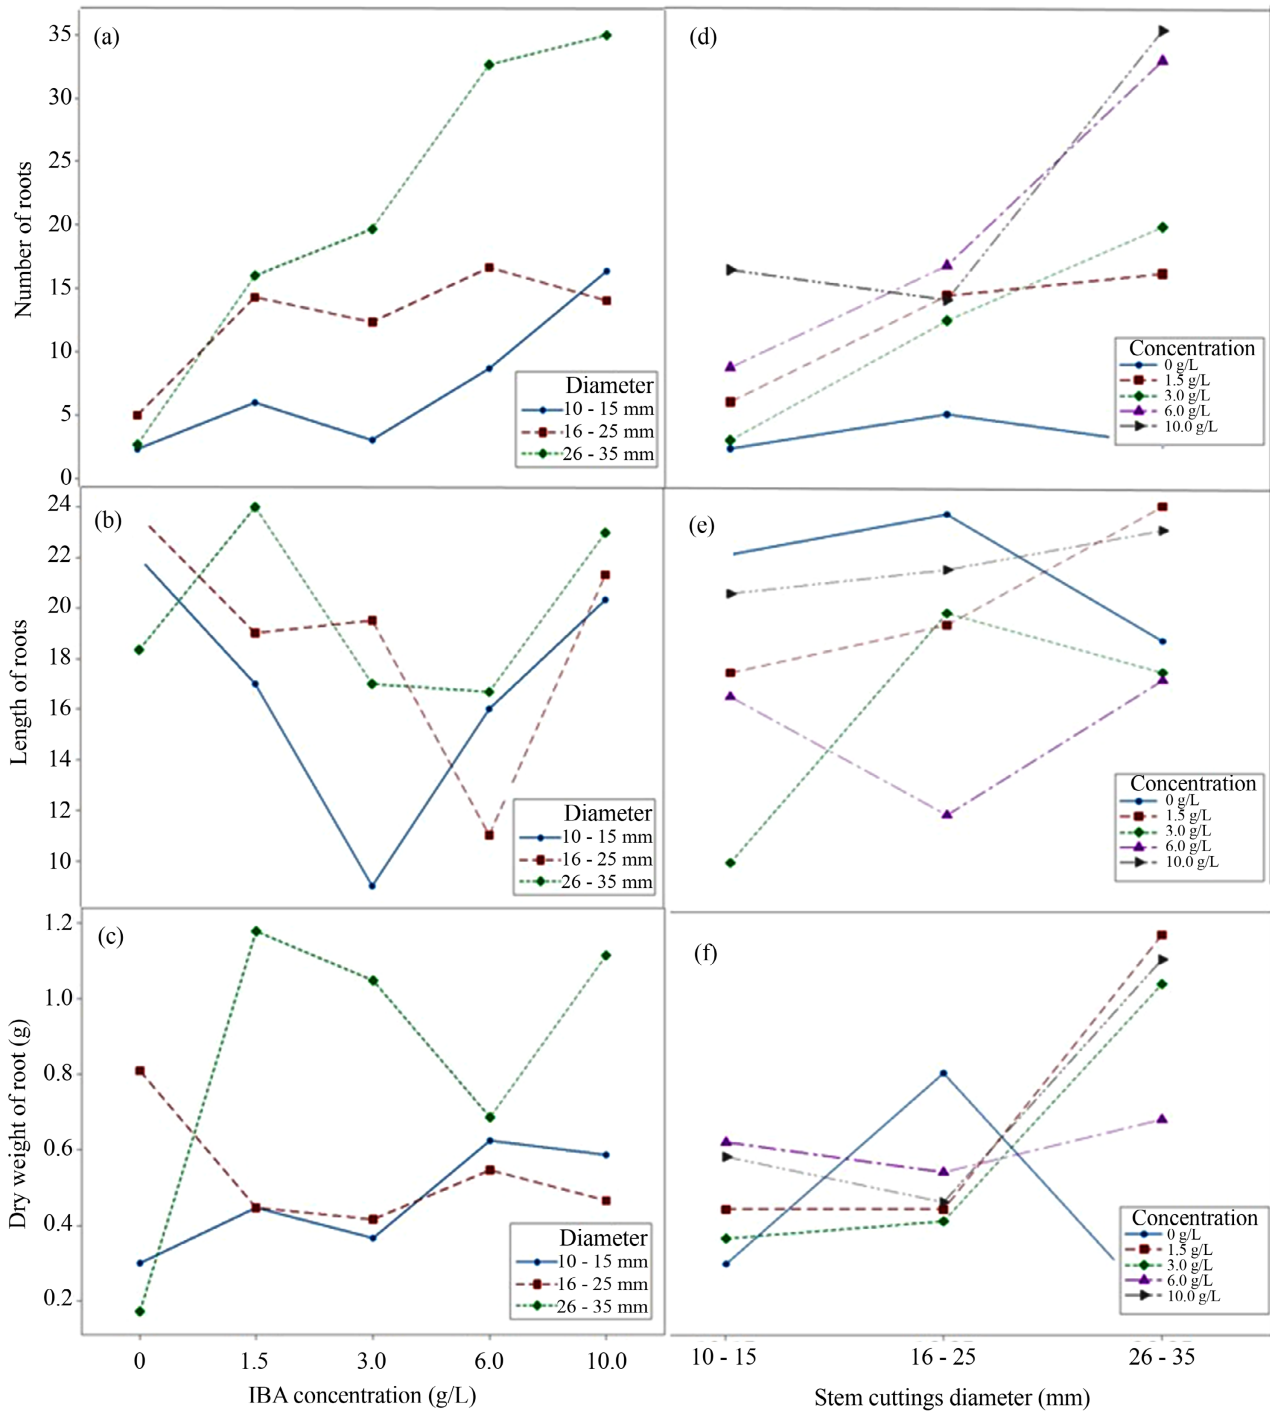 (a)
35
30
25
20
15
10
5
0
Number of roots
Diameter
10 - 15 mm
16 - 25 mm
26 - 35 mm
(d)
Concentration
0 g/L
1.5 g/L
3.0 g/L
6.0 g/L
10.0 g/L
(b)
24
22
20
18
16
14
12
10
Length of roots
Diameter
10 - 15 mm
16 - 25 mm
26 - 35 mm
(e)
Concentration
0 g/L
1.5 g/L
3.0 g/L
6.0 g/L
10.0 g/L
(c)
1.2
1.0
0.8
0.6
0.4
0.2
Dry weight of root (g)
Diameter
10 - 15 mm
16 - 25 mm
26 - 35 mm
0 1.5 3.0 6.0 10.0
IBA concentration (g/L)
(f)
Concentration
0 g/L
1.5 g/L
3.0 g/L
6.0 g/L
10.0 g/L
10 - 15 16 - 25 26 - 35
Stem cuttings diameter (mm)